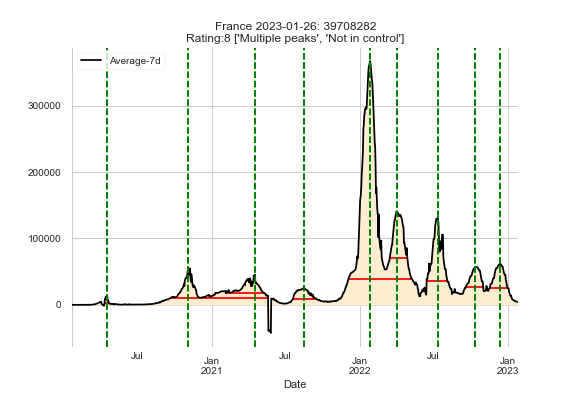 France 2023-01-26: 39708282
Rating:8 ['Multiple peaks', 'Not in control']
Average-7d
300000
200000
100000
0
Jul
Jan
2021
Jul
Jan
2022
Jul
Jan
2023
Date